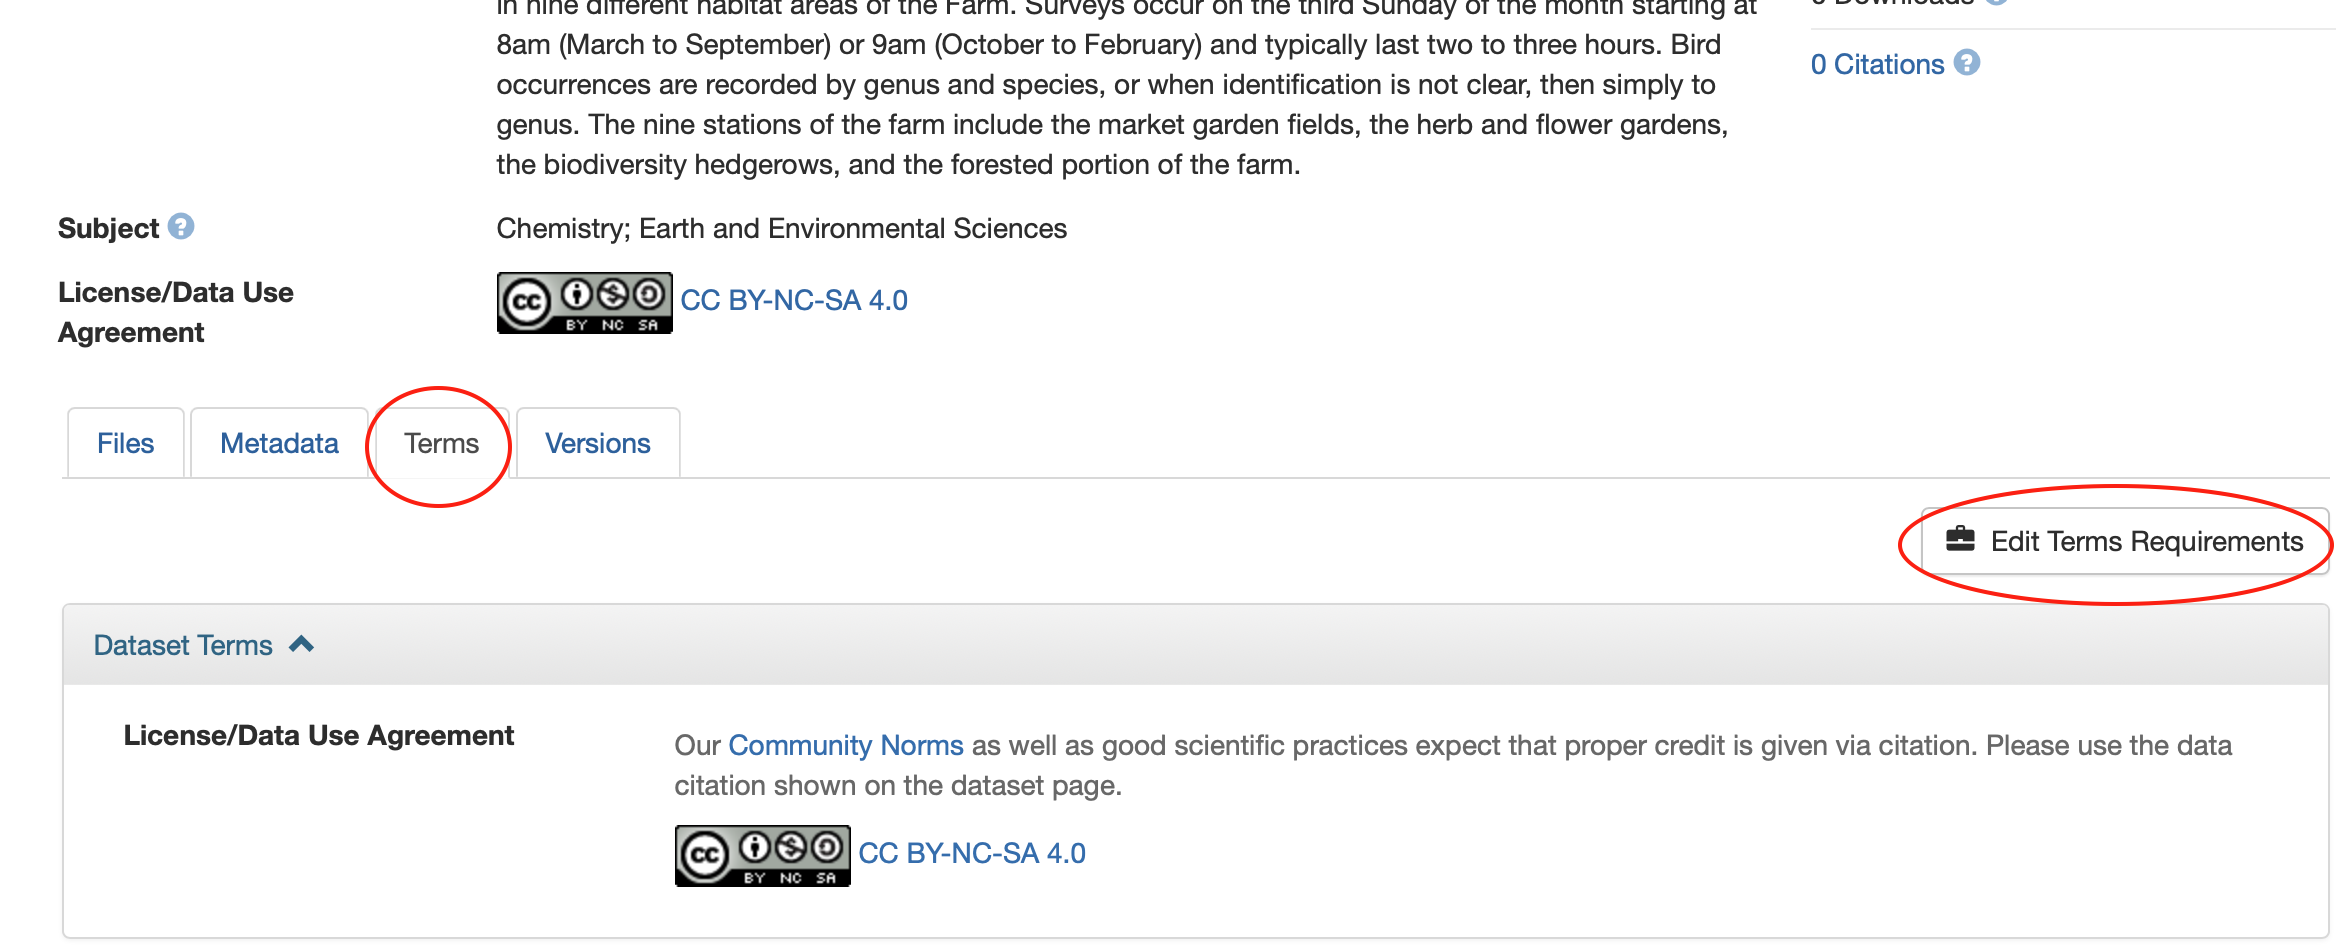 in nine different habitat areas of the Farm. Surveys occur on the third Sunday of the month starting at
8am (March to September) or 9am (October to February) and typically last two to three hours. Bird
occurrences are recorded by genus and species, or when identification is not clear, then simply to
genus. The nine stations of the farm include the market garden fields, the herb and flower gardens,
the biodiversity hedgerows, and the forested portion of the farm.
0 Downloads ?
0 Citations ?
Subject ?
Chemistry; Earth and Environmental Sciences
License/Data Use
Agreement
cc BY NC SA CC BY-NC-SA 4.0
Files Metadata Terms Versions
Edit Terms Requirements
Dataset Terms
License/Data Use Agreement
Our Community Norms as well as good scientific practices expect that proper credit is given via citation. Please use the data
citation shown on the dataset page.
cc BY NC SA CC BY-NC-SA 4.0